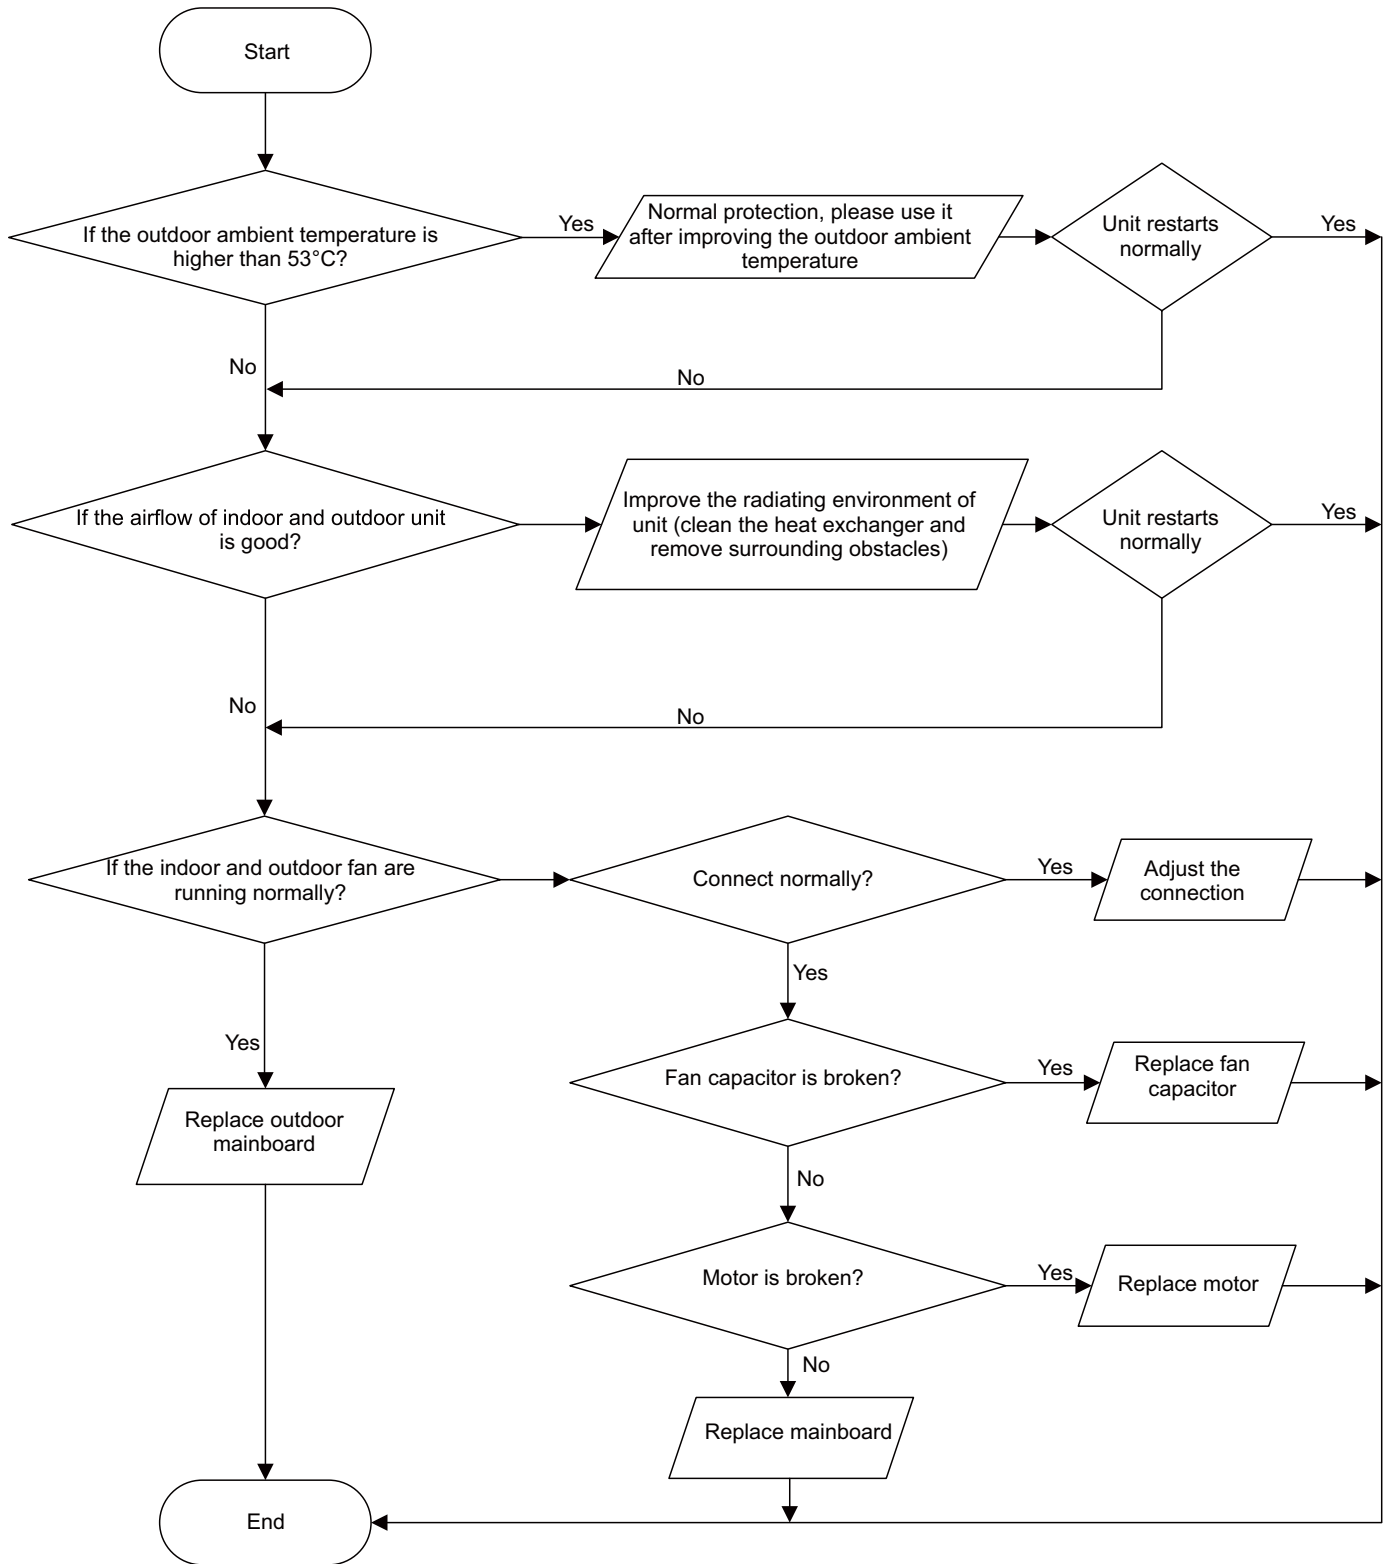 Start
If the outdoor ambient temperature is
higher than 53°C?
Yes
Normal protection, please use it
after improving the outdoor ambient
temperature
Unit restarts
normally
Yes
No
No
If the airflow of indoor and outdoor unit
is good?
Improve the radiating environment of
unit (clean the heat exchanger and
remove surrounding obstacles)
Unit restarts
normally
Yes
No
No
If the indoor and outdoor fan are
running normally?
Connect normally?
Yes
Adjust the
connection
Yes
Yes
Fan capacitor is broken?
Yes
Replace fan
capacitor
Replace outdoor
mainboard
No
Motor is broken?
Yes
Replace motor
No
Replace mainboard
End